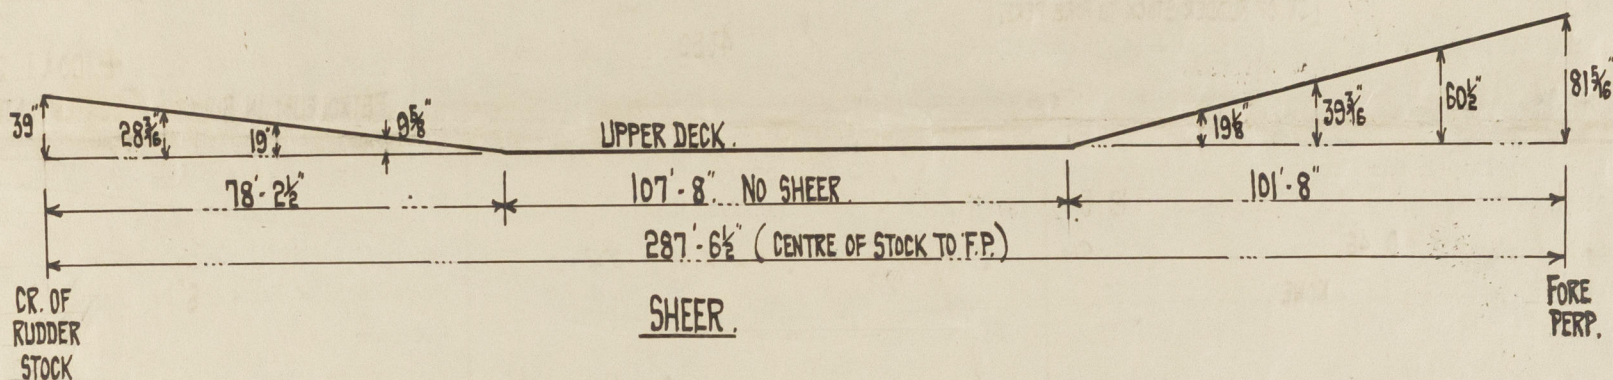 39"
28 3/16"
19"
9 5/8"
UPPER DECK.
19 1/8"
39 3/16"
60 1/2"
81 5/16"
78'-2 1/2"
107'-8". NO SHEER.
101'-8"
287'-6 1/2" (CENTRE OF STOCK TO F.P.)
CR. OF
RUDDER
STOCK
SHEER.
FORE
PERP.